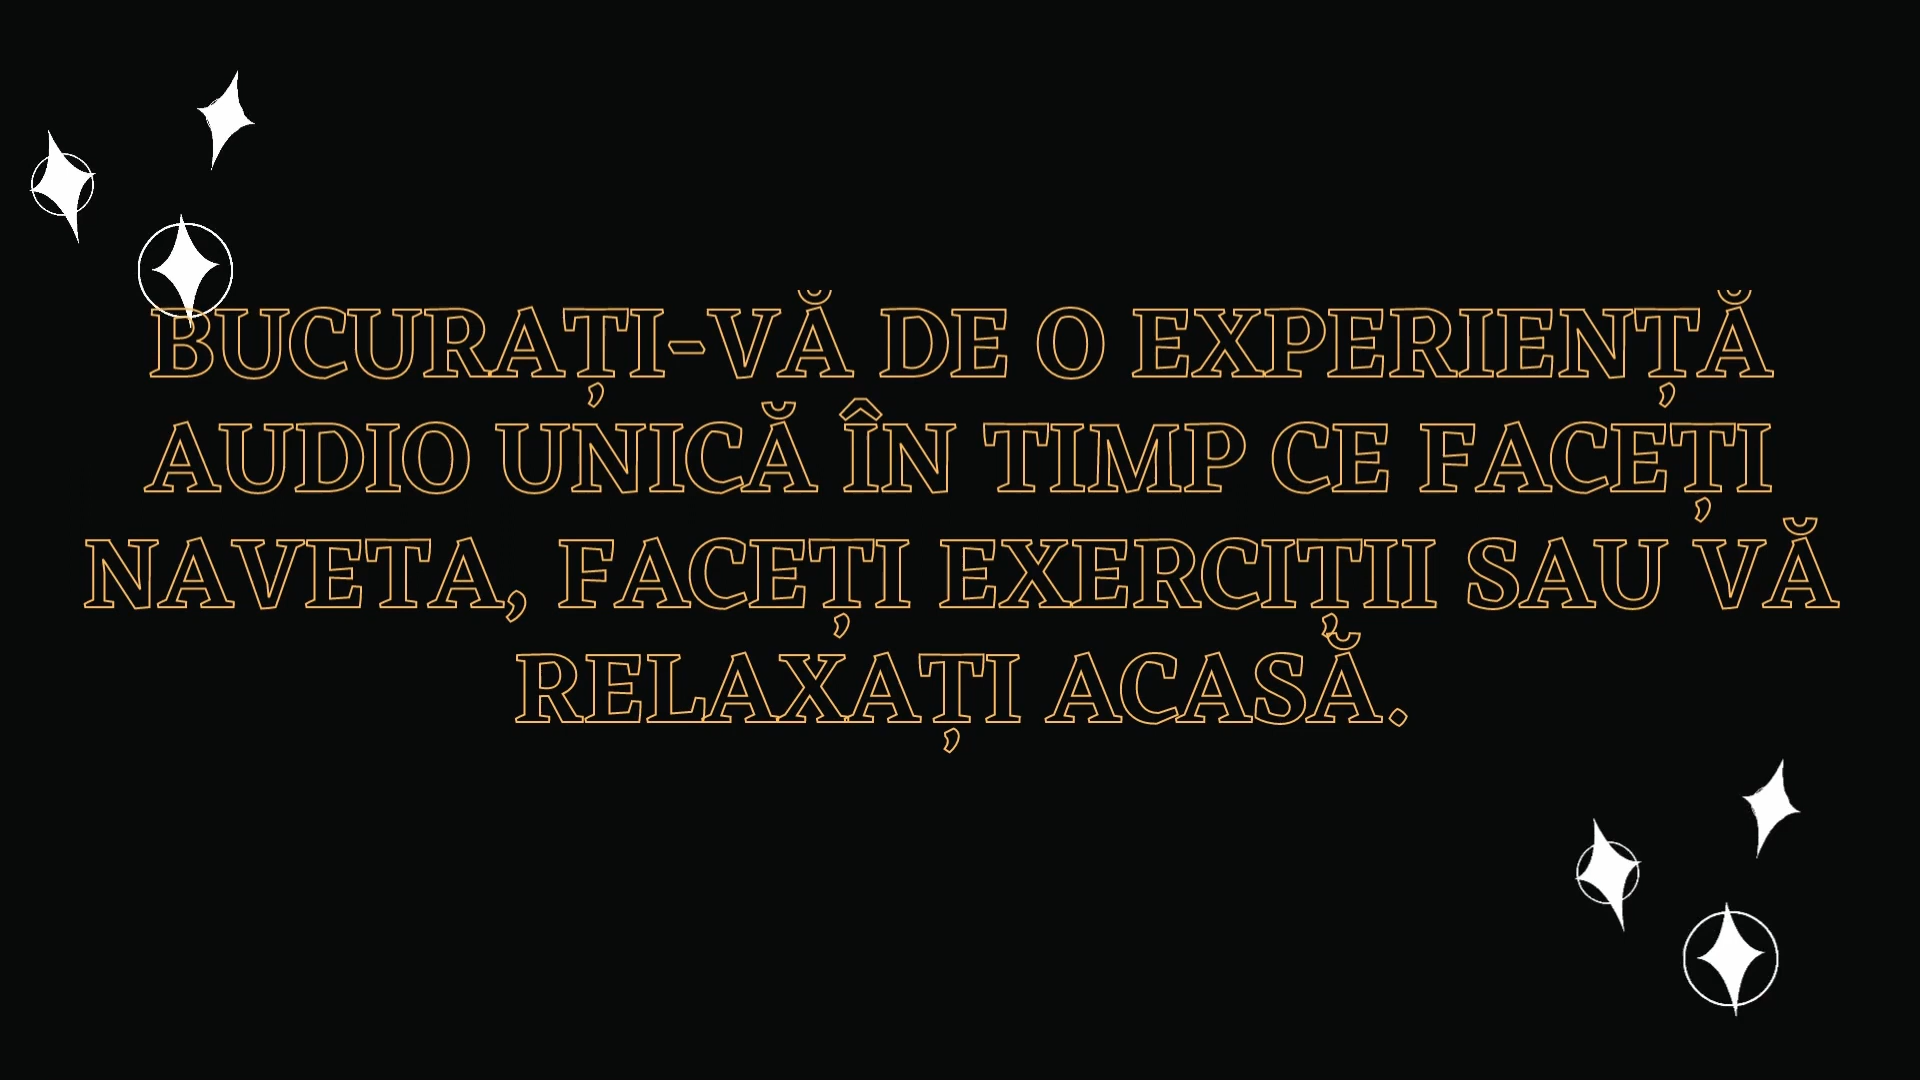 BUCURAȚI-VĂ DE O EXPERIENȚĂ
AUDIO UNICĂ ÎN TIMP CE FACEȚI
NAVETA, FACEȚI EXERCIȚII SAU VĂ
RELAXAȚI ACASĂ.